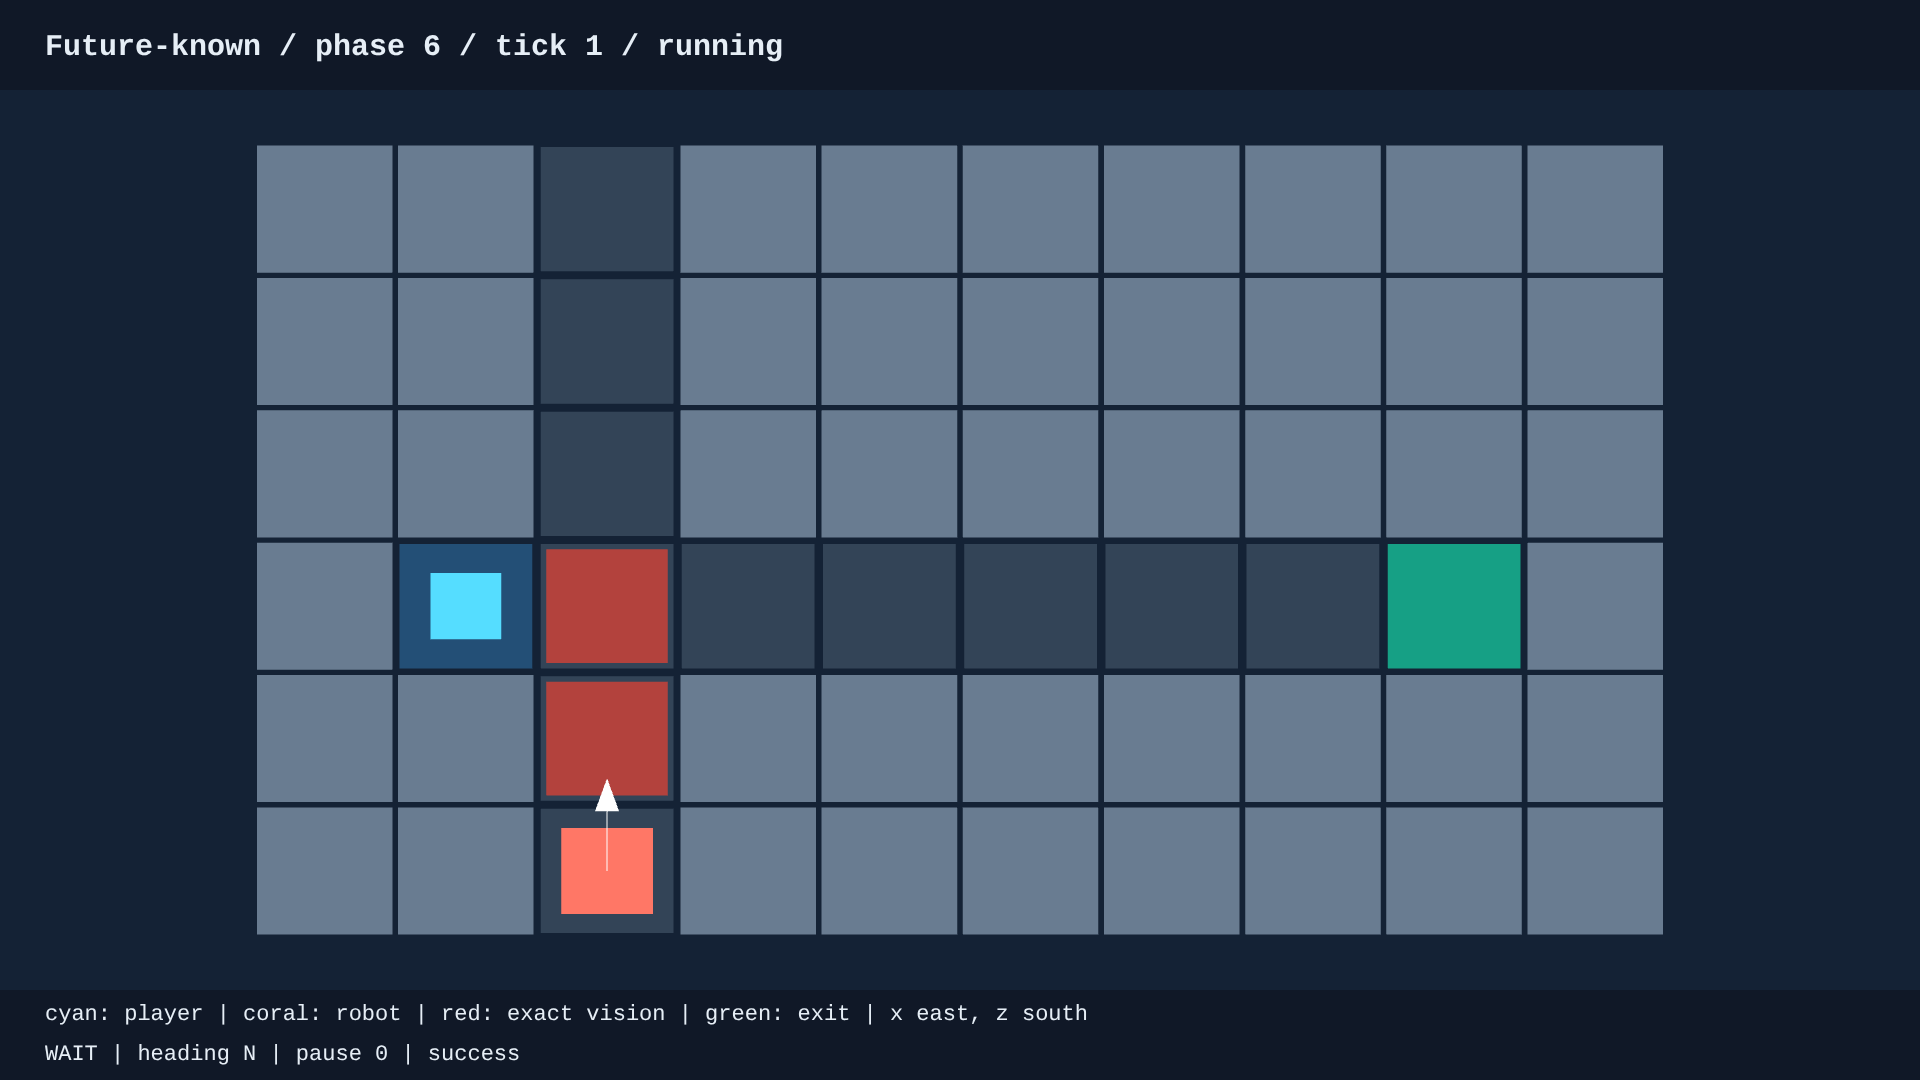 Future-known / phase 6 / tick 1 / running
cyan: player | coral: robot | red: exact vision | green: exit | x east, z south
WAIT | heading N | pause 0 | success